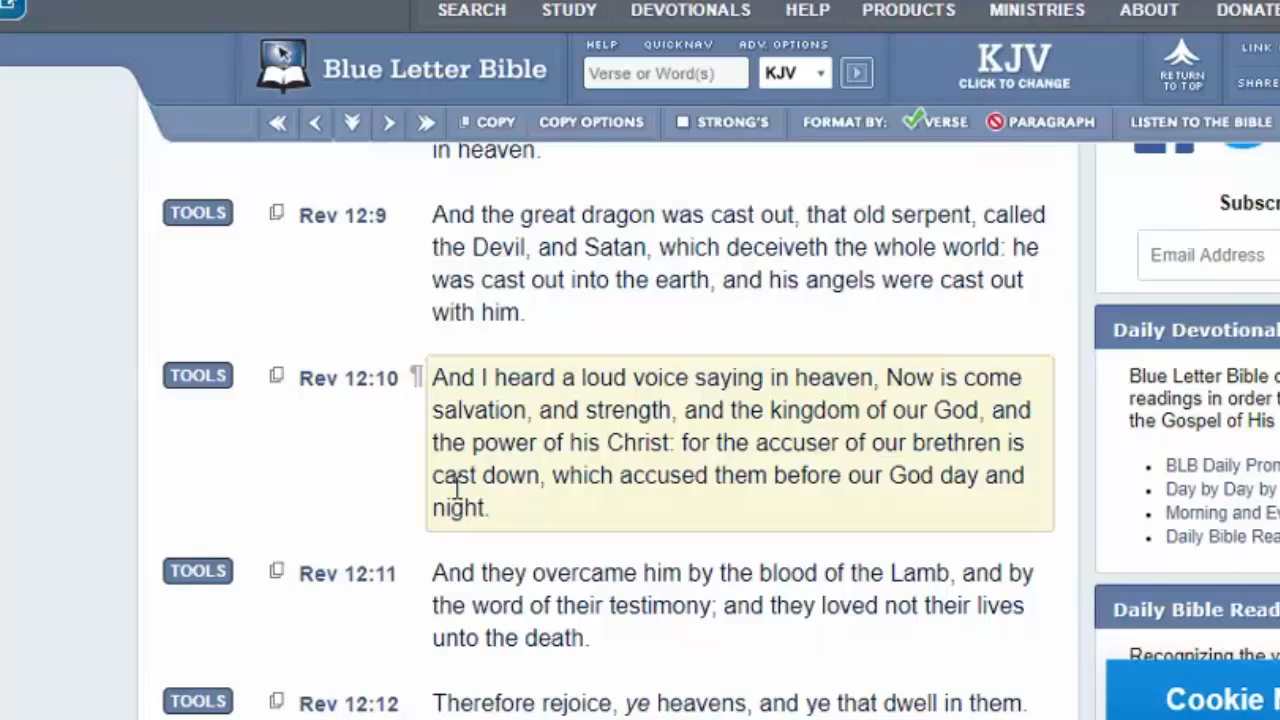 SEARCH STUDY DEVOTIONALS HELP PRODUCTS MINISTRIES ABOUT DONATE
HELP QUICKNAV ADV. OPTIONS
Blue Letter Bible
Verse or Word(s) KJV
KJV
CLICK TO CHANGE
RETURN
TO TOP
LINK
SHARE
COPY COPY OPTIONS STRONG'S FORMAT BY: VERSE PARAGRAPH LISTEN TO THE BIBLE
in heaven.
TOOLS Rev 12:9 And the great dragon was cast out, that old serpent, called
the Devil, and Satan, which deceiveth the whole world: he
was cast out into the earth, and his angels were cast out
with him.
TOOLS Rev 12:10 ¶ And I heard a loud voice saying in heaven, Now is come
salvation, and strength, and the kingdom of our God, and
the power of his Christ: for the accuser of our brethren is
cast down, which accused them before our God day and
night.
TOOLS Rev 12:11 And they overcame him by the blood of the Lamb, and by
the word of their testimony; and they loved not their lives
unto the death.
TOOLS Rev 12:12 Therefore rejoice, ye heavens, and ye that dwell in them.
Subsc
Email Address
Daily Devotional
Blue Letter Bible
readings in order
the Gospel of His
BLB Daily Prom
Day by Day by
Morning and Ev
Daily Bible Rea
Daily Bible Read
Recognizing the
Cookie